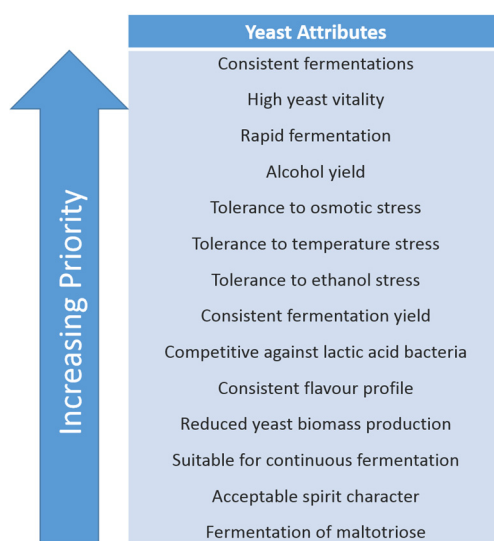 Yeast Attributes
Consistent fermentations
High yeast vitality
Rapid fermentation
Alcohol yield
Tolerance to osmotic stress
Tolerance to temperature stress
Tolerance to ethanol stress
Consistent fermentation yield
Competitive against lactic acid bacteria
Consistent flavour profile
Reduced yeast biomass production
Suitable for continuous fermentation
Acceptable spirit character
Fermentation of maltotriose
Increasing Priority